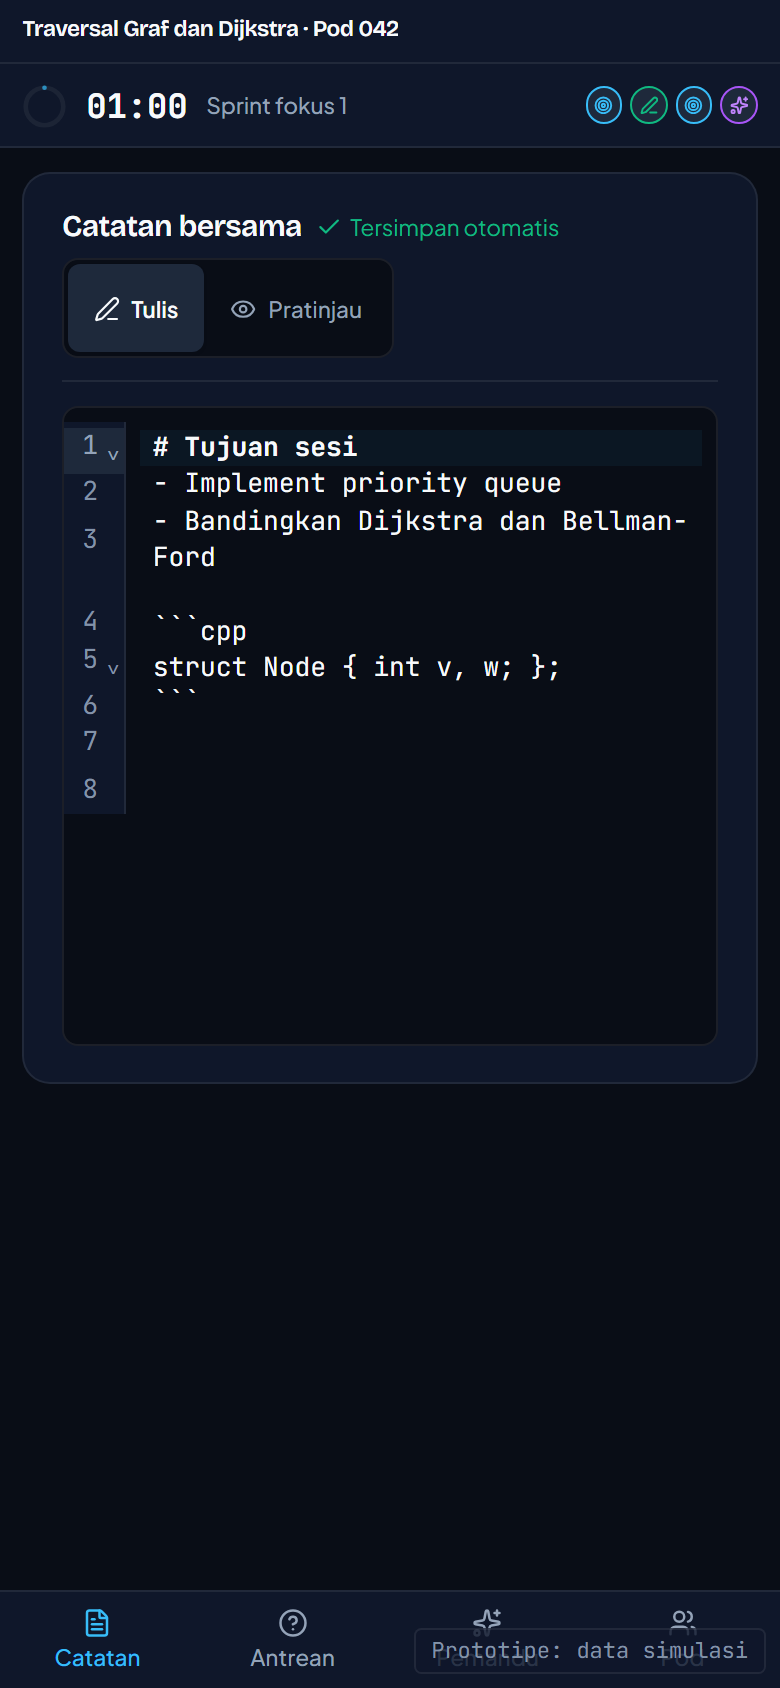 Traversal Graf dan Dijkstra · Pod 042
01:00 Sprint fokus 1
Catatan bersama Tersimpan otomatis
Tulis Pratinjau
1 # Tujuan sesi
2 - Implement priority queue
3 - Bandingkan Dijkstra dan Bellman-
Ford
4
5 ```cpp
6 struct Node { int v, w; };
7 ```
8
Catatan Antrean Pemandu Pod
Prototipe: data simulasi